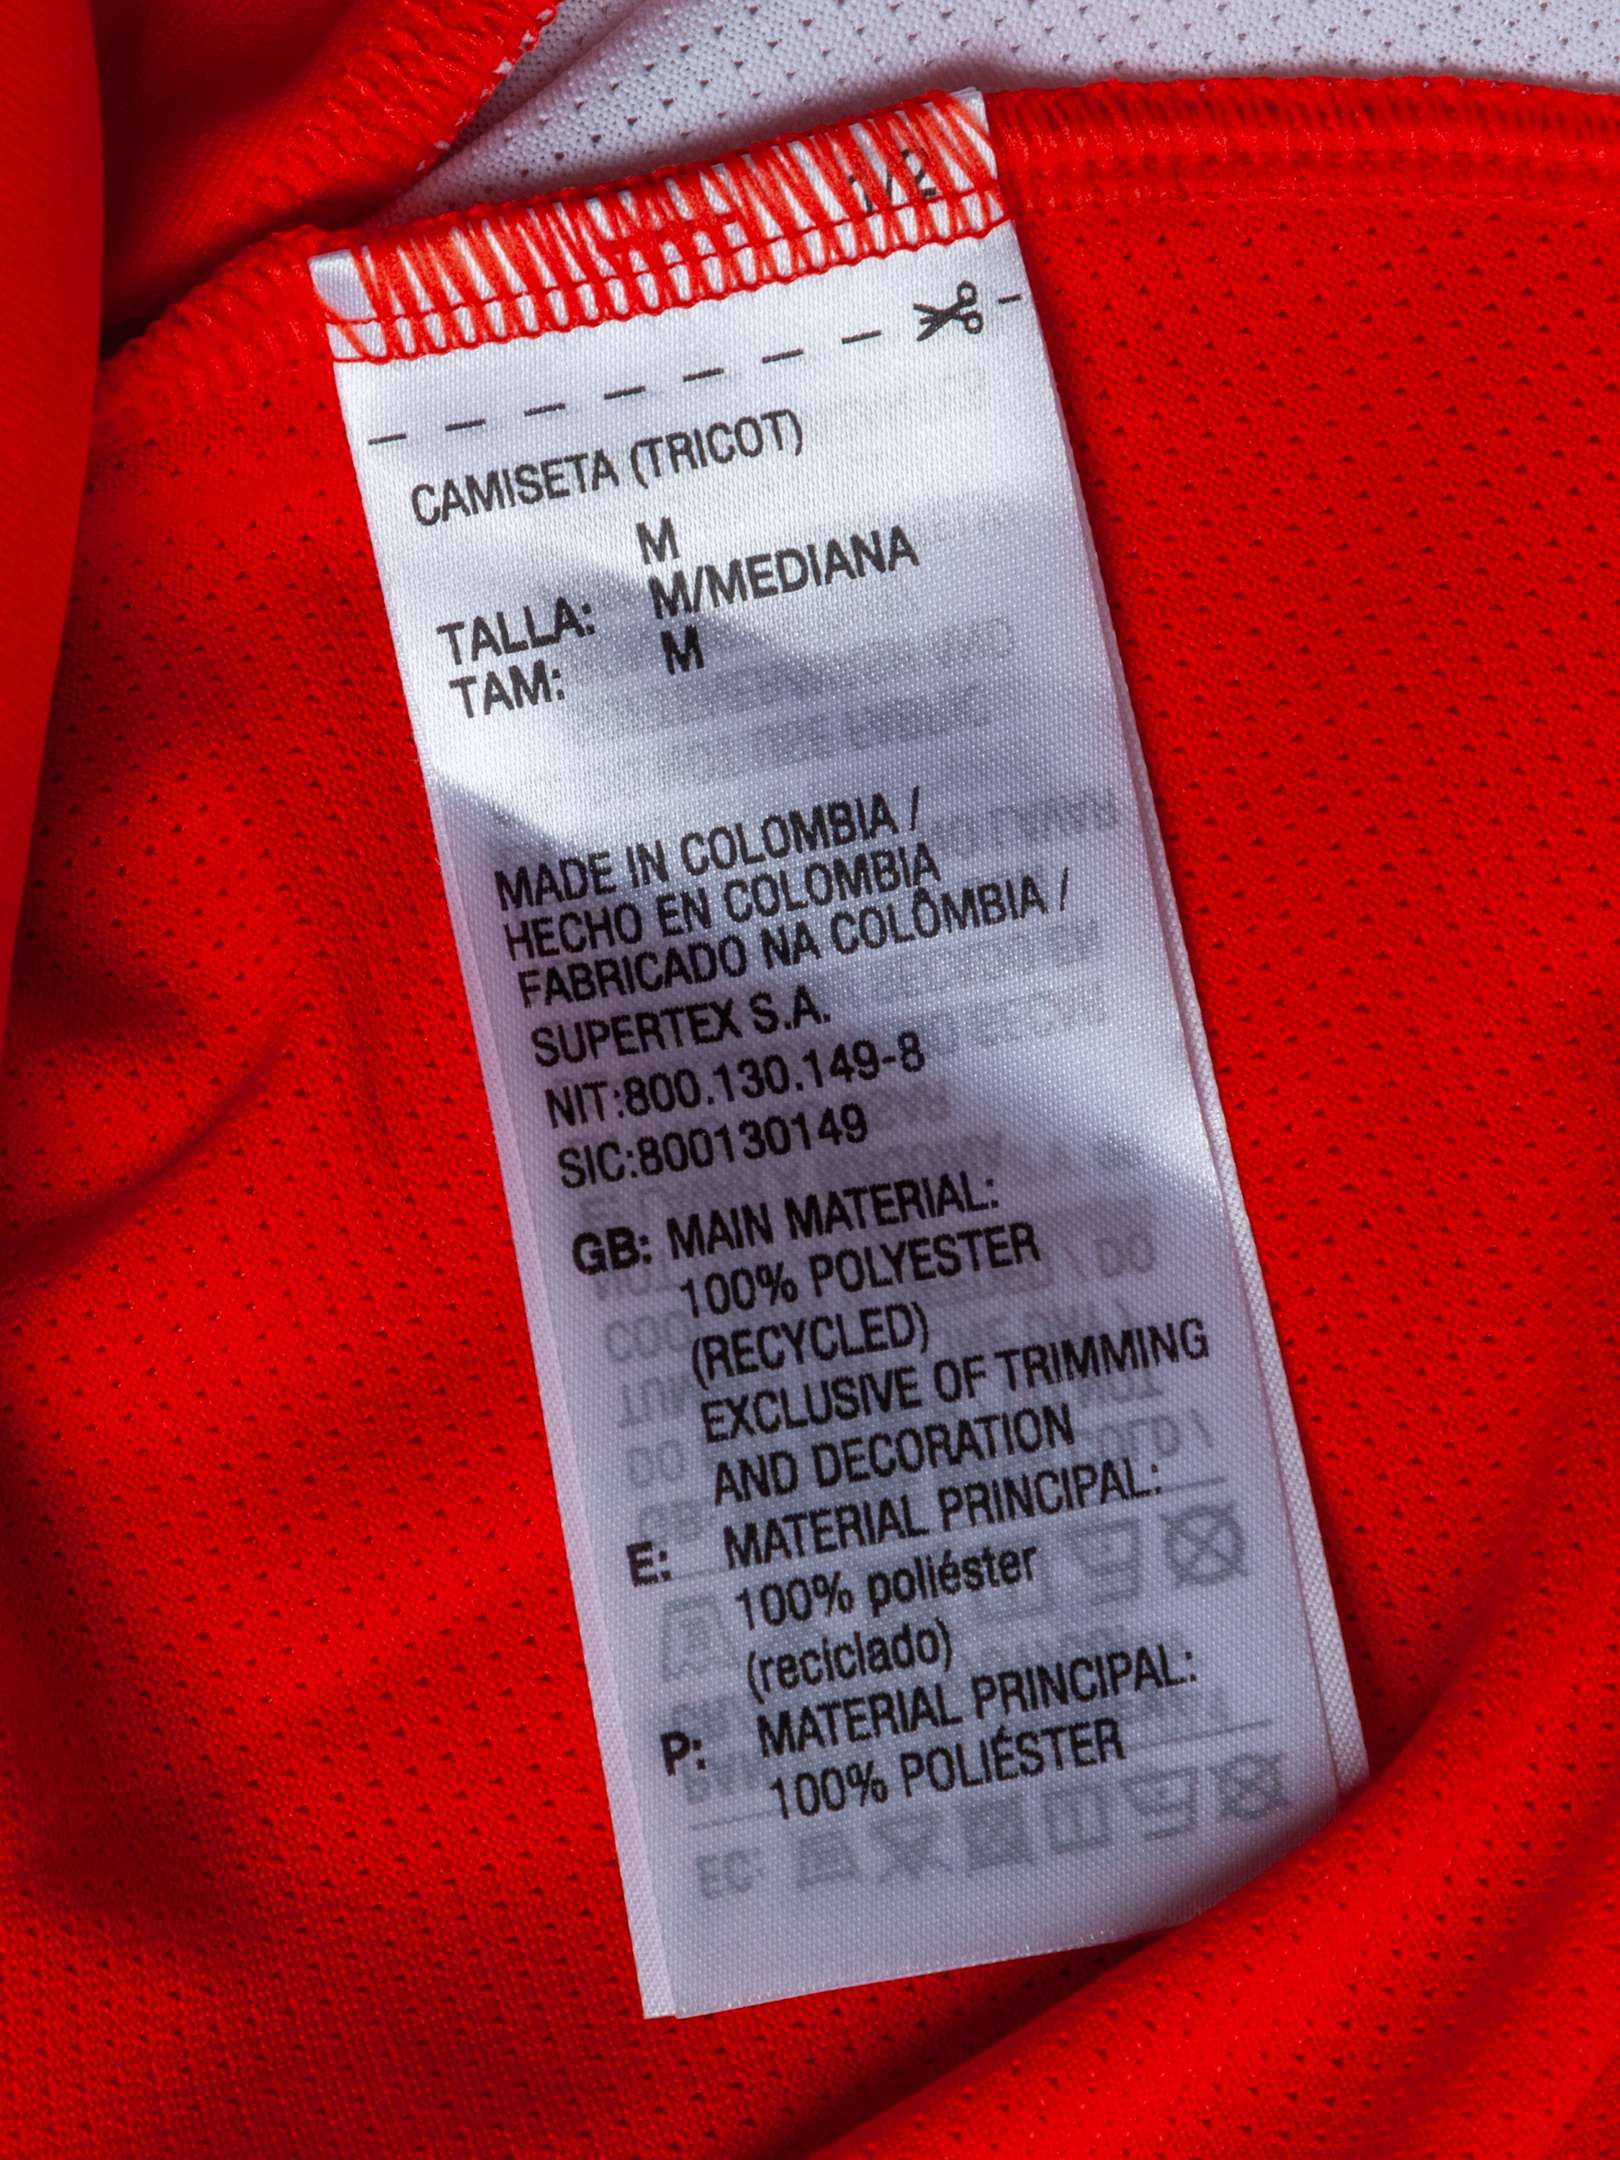 1/2
CAMISETA (TRICOT)
M
TALLA: M/MEDIANA
TAM: M
MADE IN COLOMBIA /
HECHO EN COLOMBIA
FABRICADO NA COLÔMBIA /
SUPERTEX S.A.
NIT:800.130.149-8
SIC:800130149
GB: MAIN MATERIAL:
100% POLYESTER
(RECYCLED)
EXCLUSIVE OF TRIMMING
AND DECORATION
E: MATERIAL PRINCIPAL:
100% poliéster
(reciclado)
P: MATERIAL PRINCIPAL:
100% POLIÉSTER